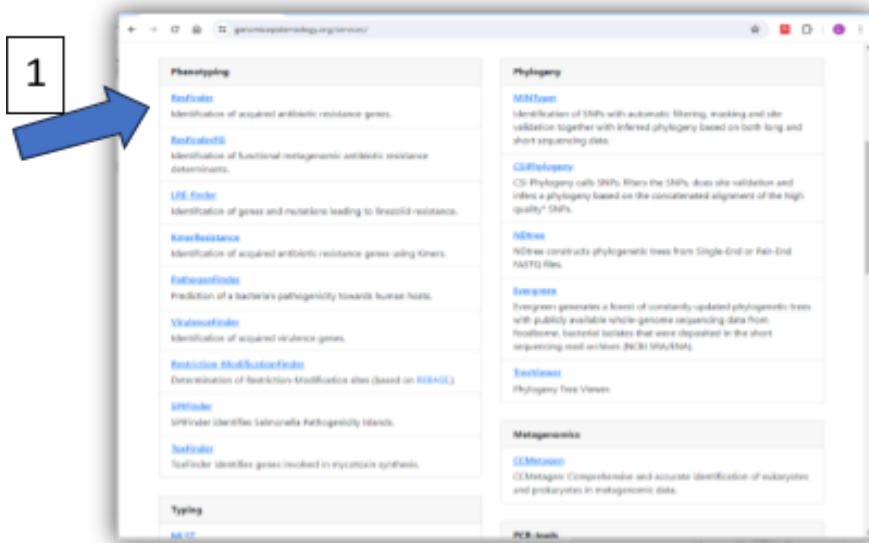 1
genomicepidemiology.org/services/
Phenotyping
ResFinder
Identification of acquired antibiotic resistance genes.
ResFinderFG
Identification of functional metagenomic antibiotic resistance
determinants.
LRE-finder
Identification of genes and mutations leading to linezolid resistance.
KmerResistance
Identification of acquired antibiotic resistance genes using Kmers.
PathogenFinder
Prediction of a bacteria's pathogenicity towards human hosts.
VirulenceFinder
Identification of acquired virulence genes.
Restriction-ModificationFinder
Determination of Restriction-Modification sites (based on REBASE)
SPIFinder
SPIFinder identifies Salmonella Pathogenicity Islands.
ToxFinder
ToxFinder identifies genes involved in mycotoxin synthesis.
Typing
MLST
Phylogeny
MINTyper
Identification of SNPs with automatic filtering, masking and site
validation together with inferred phylogeny based on both long and
short sequencing data.
CSIPhylogeny
CSI Phylogeny calls SNPs, filters the SNPs, does site validation and
infers a phylogeny based on the concatenated alignment of the high
quality* SNPs.
NDtree
NDtree constructs phylogenetic trees from Single-End or Pair-End
FASTQ files.
Evergreen
Evergreen generates a forest of constantly updated phylogenetic trees
with publicly available whole-genome sequencing data from
foodborne, bacterial isolates that were deposited in the short
sequencing read archives (NCBI SRA/ENA).
TreeViewer
Phylogeny Tree Viewer.
Metagenomics
CCMetagen
CCMetagen: Comprehensive and accurate identification of eukaryotes
and prokaryotes in metagenomic data.
PCR-tools